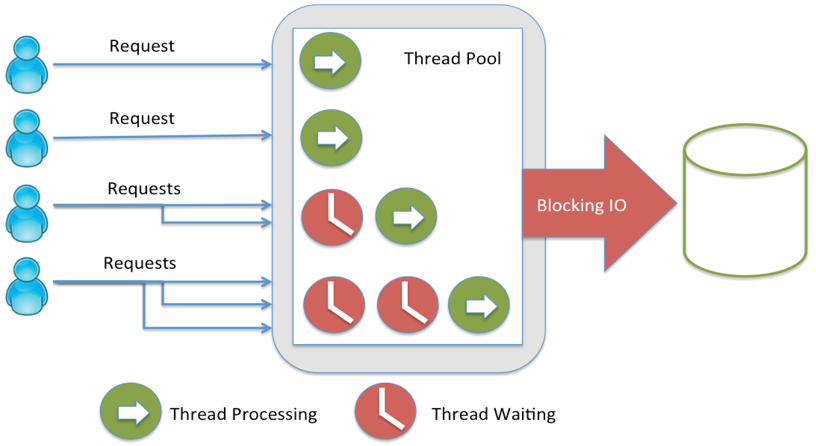 Request
Thread Pool
Request
Requests
Blocking IO
Requests
Thread Processing
Thread Waiting